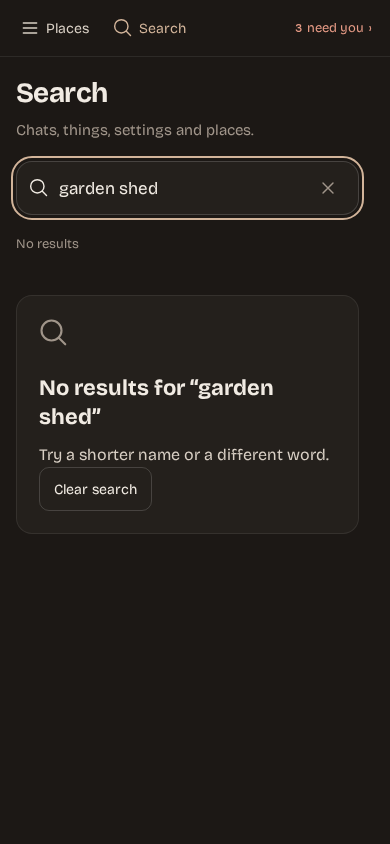 Places
Search
3 need you ›
Search
Chats, things, settings and places.
garden shed
No results
No results for “garden
shed”
Try a shorter name or a different word.
Clear search